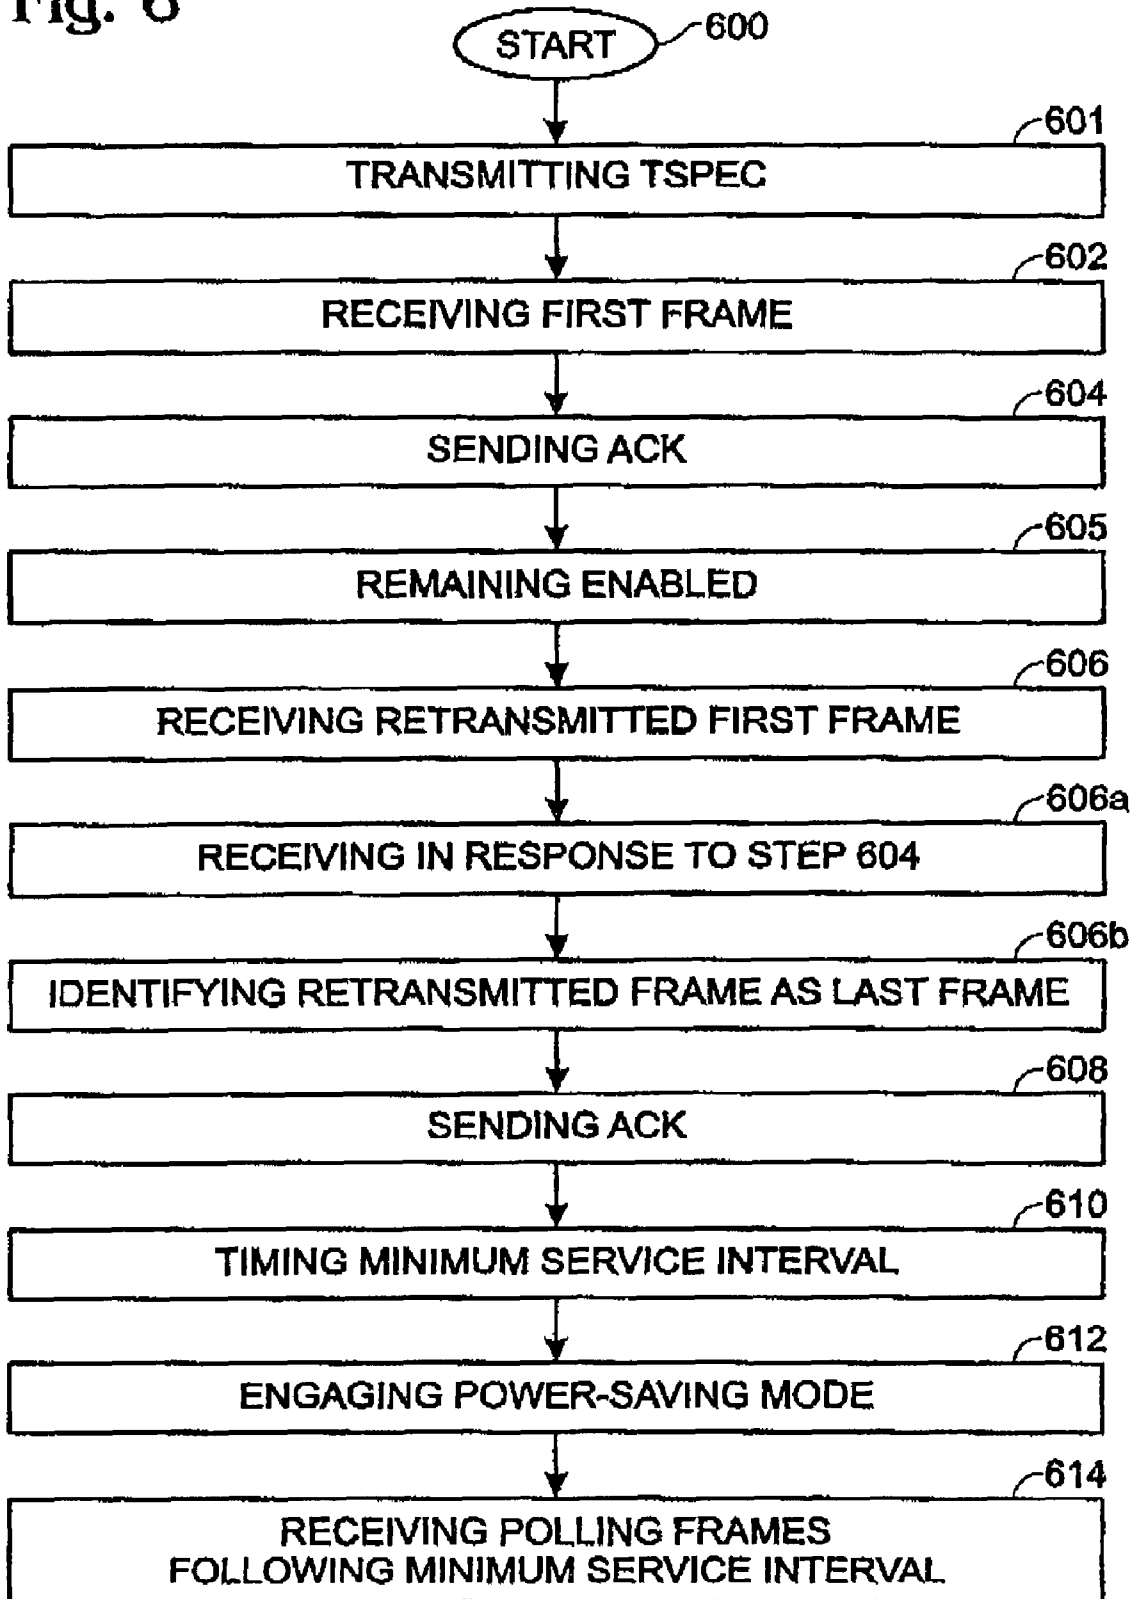 Fig. 6
START
600
601
TRANSMITTING TSPEC
602
RECEIVING FIRST FRAME
604
SENDING ACK
605
REMAINING ENABLED
606
RECEIVING RETRANSMITTED FIRST FRAME
606a
RECEIVING IN RESPONSE TO STEP 604
606b
IDENTIFYING RETRANSMITTED FRAME AS LAST FRAME
608
SENDING ACK
610
TIMING MINIMUM SERVICE INTERVAL
612
ENGAGING POWER-SAVING MODE
614
RECEIVING POLLING FRAMES
FOLLOWING MINIMUM SERVICE INTERVAL